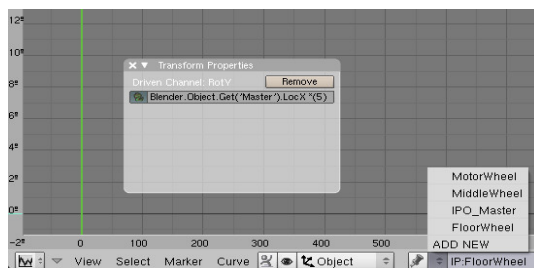 12º
10º
8º
6º
4º
2º
0º
-2º
Transform Properties
Driven Channel: RotY
Remove
Blender.Object.Get('Master').LocX *(5)
MotorWheel
MiddleWheel
IPO_Master
FloorWheel
ADD NEW
0 100 200 300 400 500
View Select Marker Curve Object IP:FloorWheel